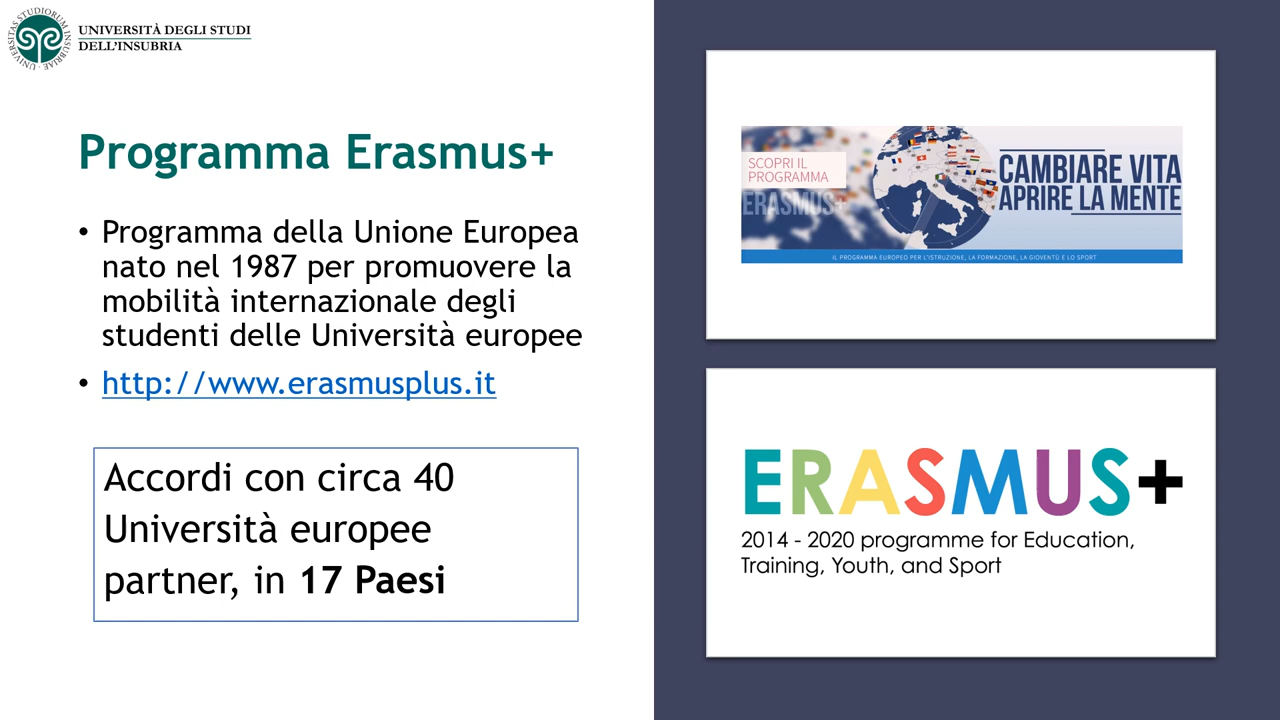 UNIVERSITAS STUDIORUM INSUBRIAE
UNIVERSITÀ DEGLI STUDI
DELL'INSUBRIA
Programma Erasmus+
• Programma della Unione Europea
nato nel 1987 per promuovere la
mobilità internazionale degli
studenti delle Università europee
• http://www.erasmusplus.it
Accordi con circa 40
Università europee
partner, in 17 Paesi
SCOPRI IL
PROGRAMMA
ERASMUS+
CAMBIARE VITA
APRIRE LA MENTE
IL PROGRAMMA EUROPEO PER L'ISTRUZIONE, LA FORMAZIONE, LA GIOVENTÙ E LO SPORT
ERASMUS+
2014 - 2020 programme for Education,
Training, Youth, and Sport